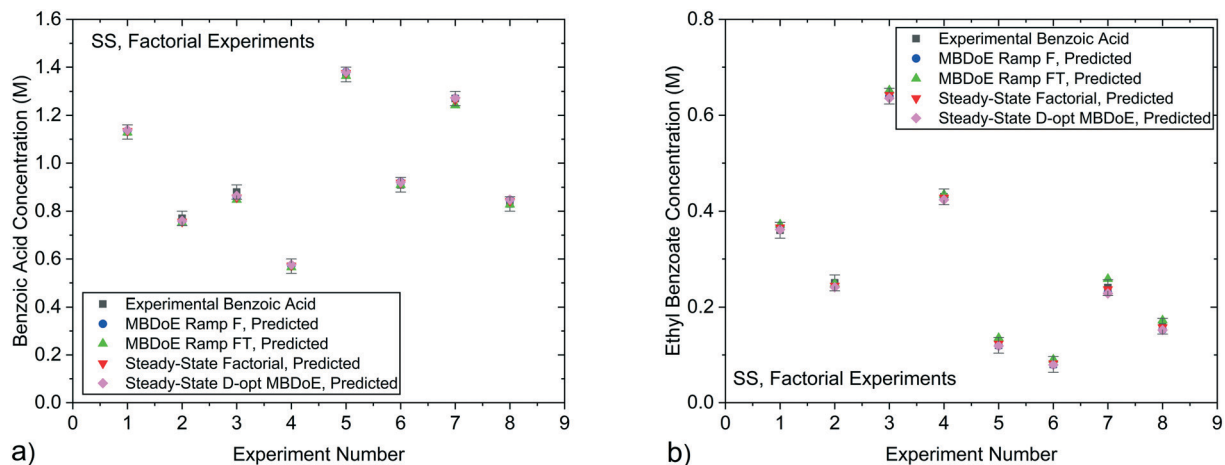 SS, Factorial Experiments
Benzoic Acid Concentration (M)
1.6
1.4
1.2
1.0
0.8
0.6
0.4
0.2
0.0
Experimental Benzoic Acid
MBDoE Ramp F, Predicted
MBDoE Ramp FT, Predicted
Steady-State Factorial, Predicted
Steady-State D-opt MBDoE, Predicted
0 1 2 3 4 5 6 7 8 9
Experiment Number
a)
Ethyl Benzoate Concentration (M)
0.8
0.6
0.4
0.2
0.0
Experimental Benzoic Acid
MBDoE Ramp F, Predicted
MBDoE Ramp FT, Predicted
Steady-State Factorial, Predicted
Steady-State D-opt MBDoE, Predicted
SS, Factorial Experiments
0 1 2 3 4 5 6 7 8 9
Experiment Number
b)